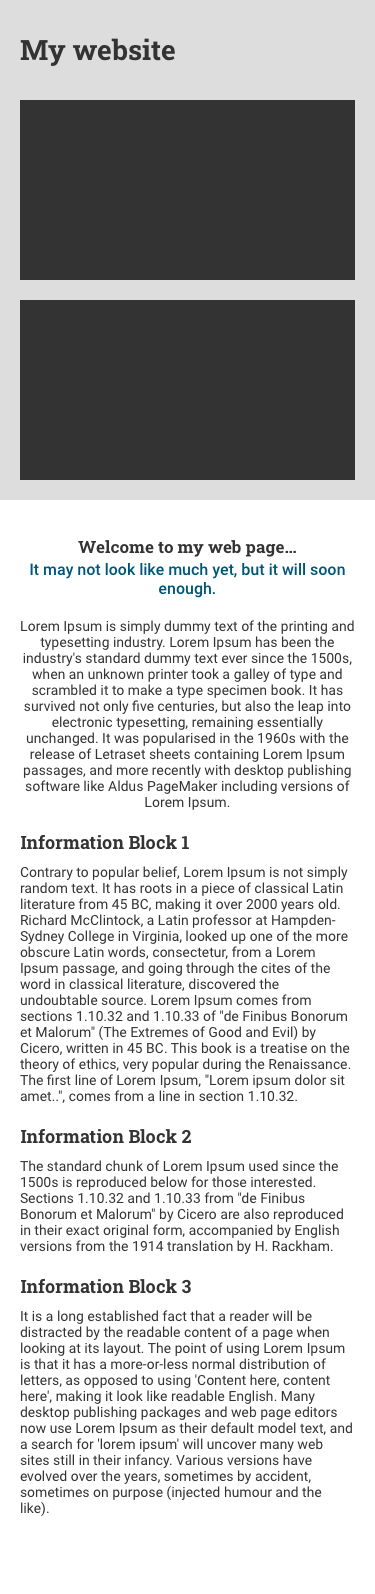 My website
Welcome to my web page...
It may not look like much yet, but it will soon
enough.
Lorem Ipsum is simply dummy text of the printing and
typesetting industry. Lorem Ipsum has been the
industry's standard dummy text ever since the 1500s,
when an unknown printer took a galley of type and
scrambled it to make a type specimen book. It has
survived not only five centuries, but also the leap into
electronic typesetting, remaining essentially
unchanged. It was popularised in the 1960s with the
release of Letraset sheets containing Lorem Ipsum
passages, and more recently with desktop publishing
software like Aldus PageMaker including versions of
Lorem Ipsum.
Information Block 1
Contrary to popular belief, Lorem Ipsum is not simply
random text. It has roots in a piece of classical Latin
literature from 45 BC, making it over 2000 years old.
Richard McClintock, a Latin professor at Hampden-
Sydney College in Virginia, looked up one of the more
obscure Latin words, consectetur, from a Lorem
Ipsum passage, and going through the cites of the
word in classical literature, discovered the
undoubtable source. Lorem Ipsum comes from
sections 1.10.32 and 1.10.33 of "de Finibus Bonorum
et Malorum" (The Extremes of Good and Evil) by
Cicero, written in 45 BC. This book is a treatise on the
theory of ethics, very popular during the Renaissance.
The first line of Lorem Ipsum, "Lorem ipsum dolor sit
amet..", comes from a line in section 1.10.32.
Information Block 2
The standard chunk of Lorem Ipsum used since the
1500s is reproduced below for those interested.
Sections 1.10.32 and 1.10.33 from "de Finibus
Bonorum et Malorum" by Cicero are also reproduced
in their exact original form, accompanied by English
versions from the 1914 translation by H. Rackham.
Information Block 3
It is a long established fact that a reader will be
distracted by the readable content of a page when
looking at its layout. The point of using Lorem Ipsum
is that it has a more-or-less normal distribution of
letters, as opposed to using 'Content here, content
here', making it look like readable English. Many
desktop publishing packages and web page editors
now use Lorem Ipsum as their default model text, and
a search for 'lorem ipsum' will uncover many web
sites still in their infancy. Various versions have
evolved over the years, sometimes by accident,
sometimes on purpose (injected humour and the
like).